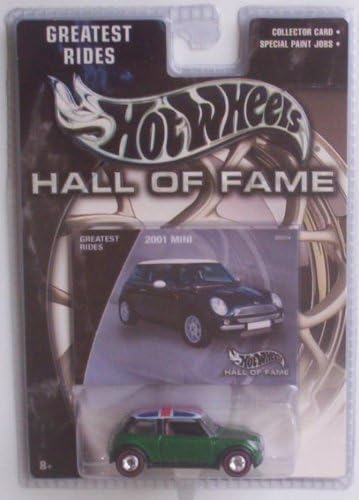 GREATEST
RIDES
COLLECTOR CARD •
SPECIAL PAINT JOBS •
HOT WHEELS
HALL OF FAME
GREATEST
RIDES
2001 MINI
HOT WHEELS
HALL OF FAME
8+